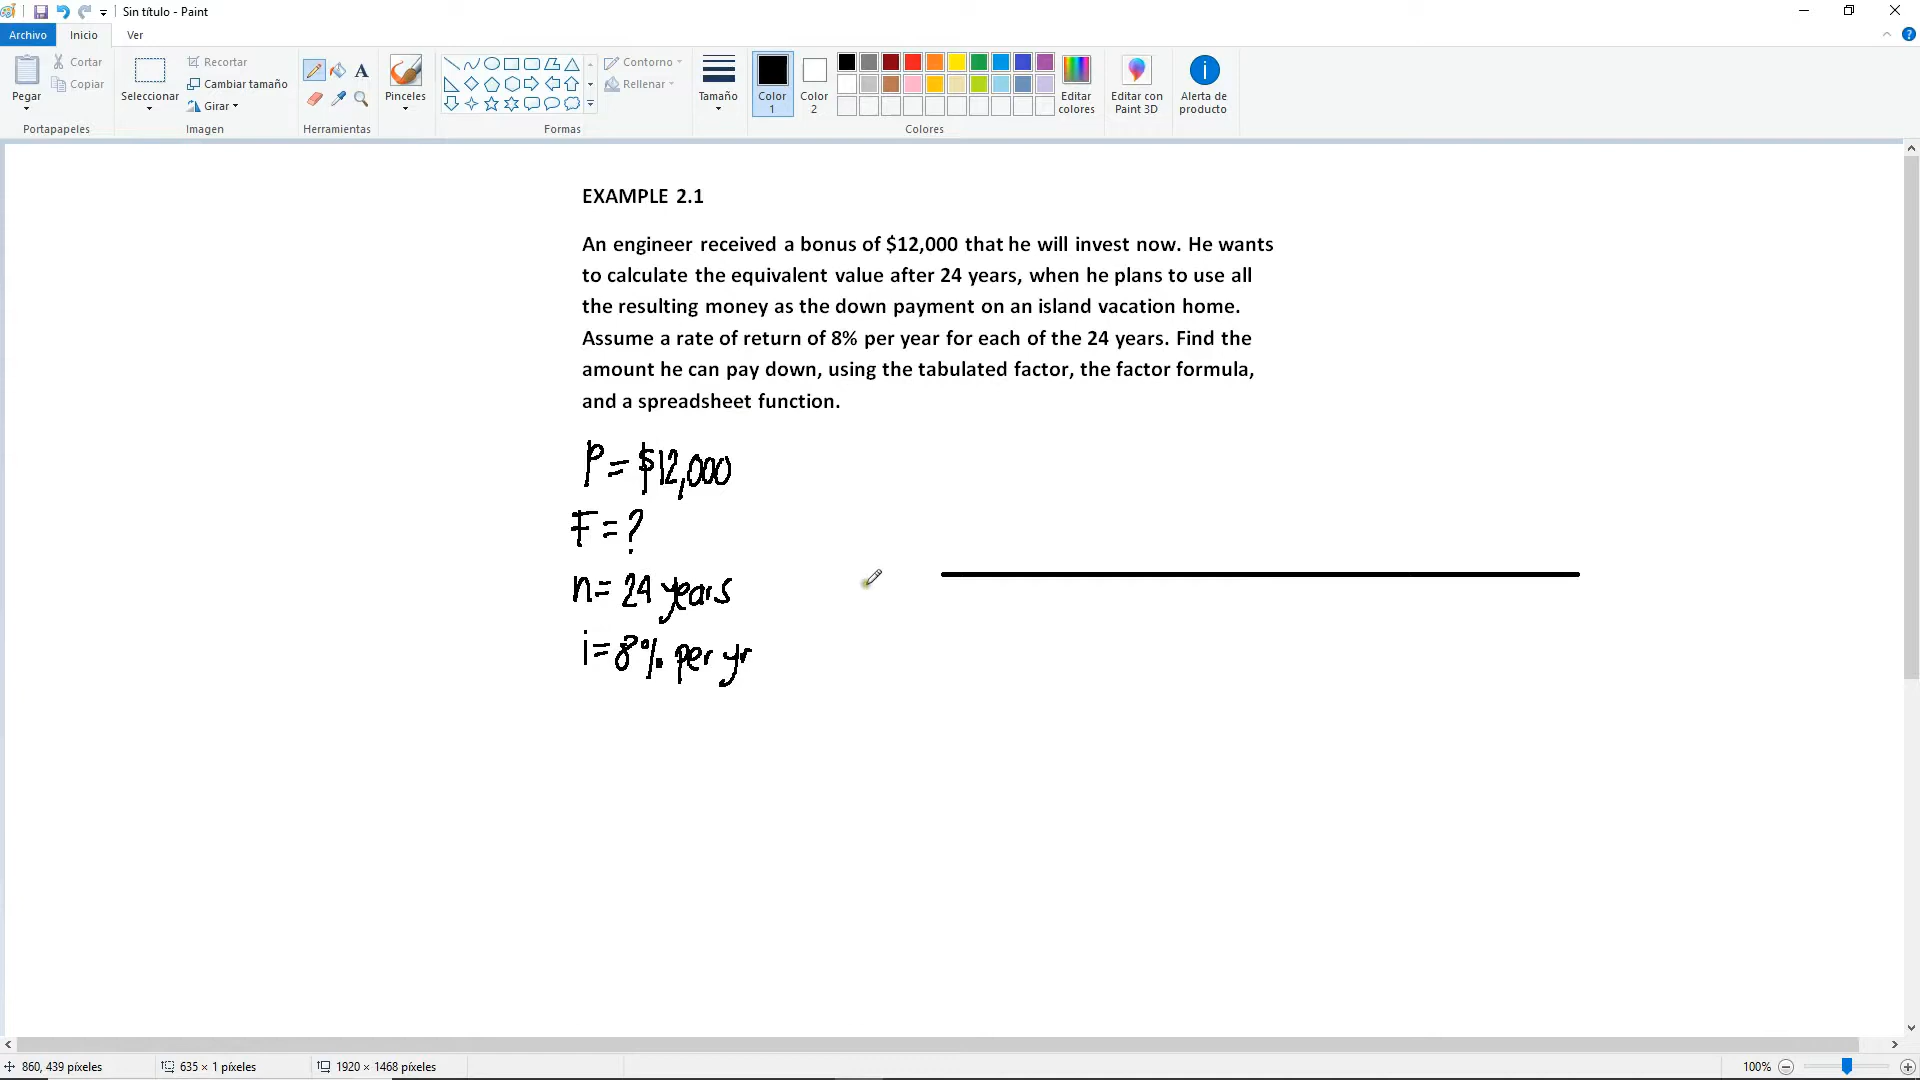 Sin título - Paint
Archivo Inicio Ver
Pegar
Cortar
Copiar
Portapapeles
Seleccionar
Recortar
Cambiar tamaño
Girar
Imagen
A
Herramientas
Pinceles
Contorno
Rellenar
Formas
Tamaño
Color 1
Color 2
Editar colores
Colores
Editar con Paint 3D
Alerta de producto
EXAMPLE 2.1
An engineer received a bonus of $12,000 that he will invest now. He wants
to calculate the equivalent value after 24 years, when he plans to use all
the resulting money as the down payment on an island vacation home.
Assume a rate of return of 8% per year for each of the 24 years. Find the
amount he can pay down, using the tabulated factor, the factor formula,
and a spreadsheet function.
P = $12,000
F = ?
n = 24 years
i = 8% per yr
860, 439 píxeles 635 × 1 píxeles 1920 × 1468 píxeles 100%